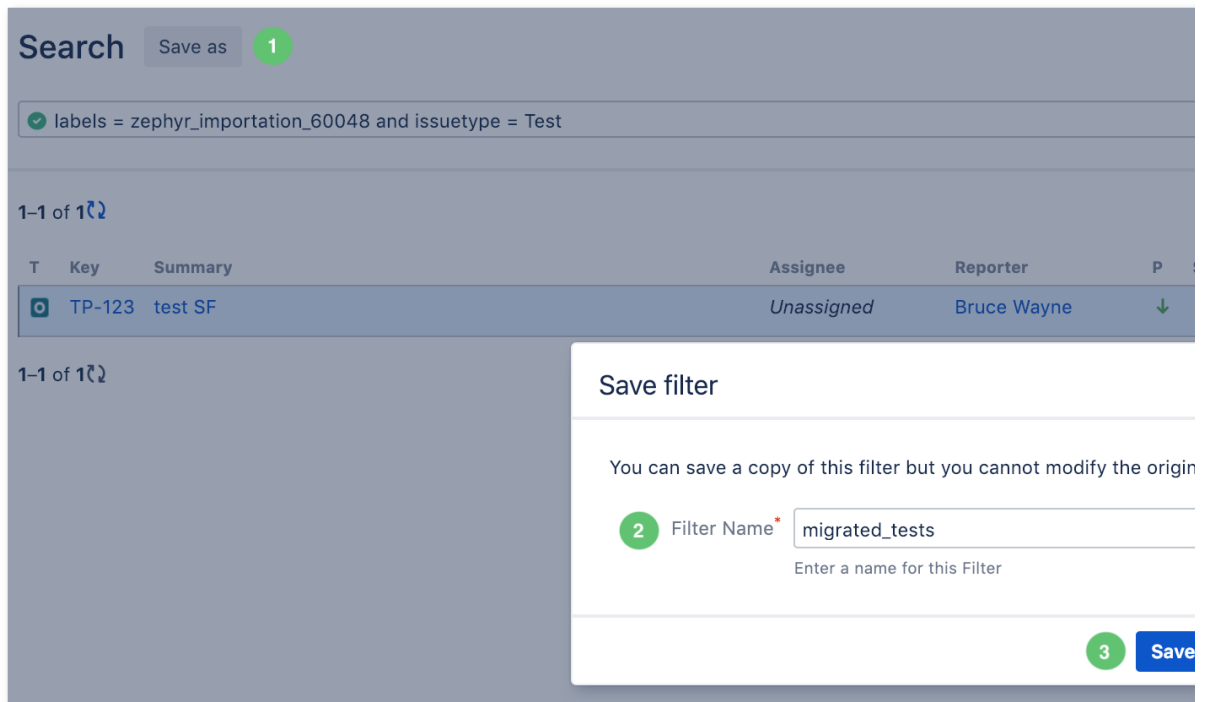 Search Save as 1
labels = zephyr_importation_60048 and issuetype = Test
1–1 of 1
T Key Summary Assignee Reporter P
TP-123 test SF Unassigned Bruce Wayne
1–1 of 1
Save filter
You can save a copy of this filter but you cannot modify the origin
2 Filter Name* migrated_tests
Enter a name for this Filter
3 Save